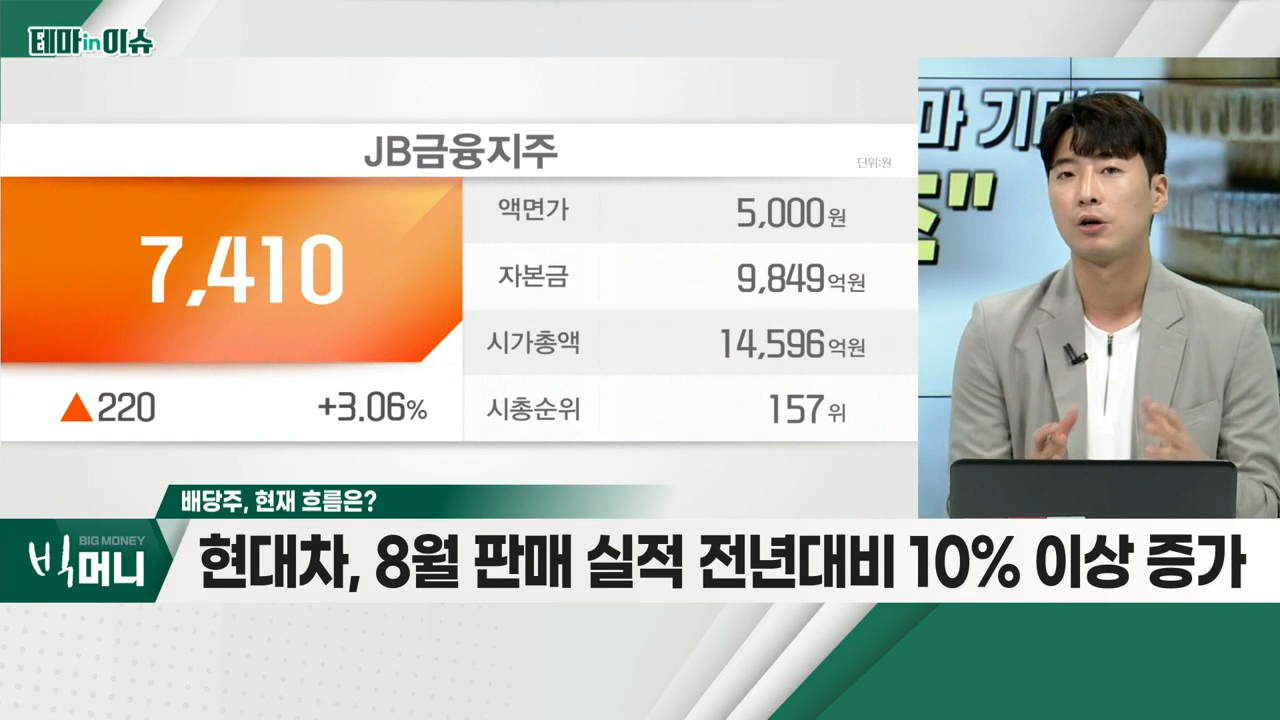 테마in이슈
마 기대
JB금융지주
단위:원
7,410
▲220 +3.06%
액면가 5,000원
자본금 9,849억원
시가총액 14,596억원
시총순위 157위
배당주, 현재 흐름은?
BIG MONEY
빅머니
현대차, 8월 판매 실적 전년대비 10% 이상 증가